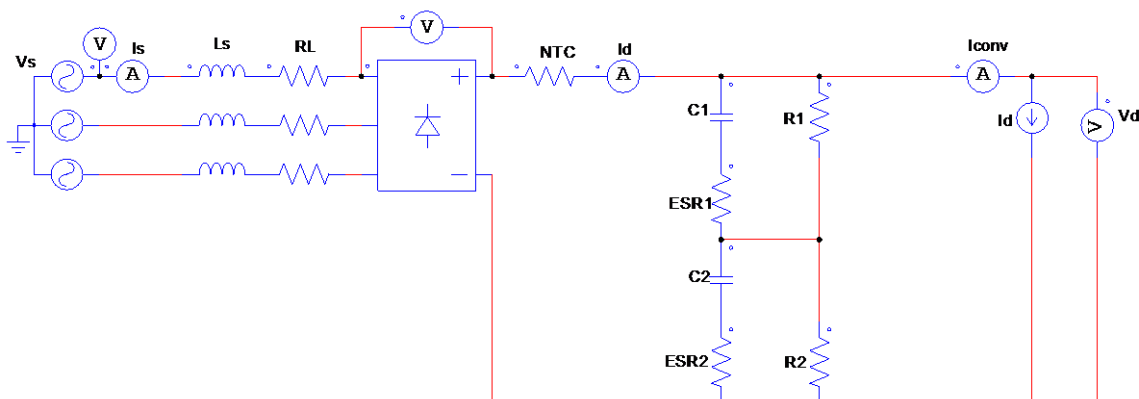 V
Vs
Is
A
Ls
RL
V
+
−
NTC
Id
A
C1
R1
ESR1
C2
ESR2
R2
Iconv
A
Id
Vd
V